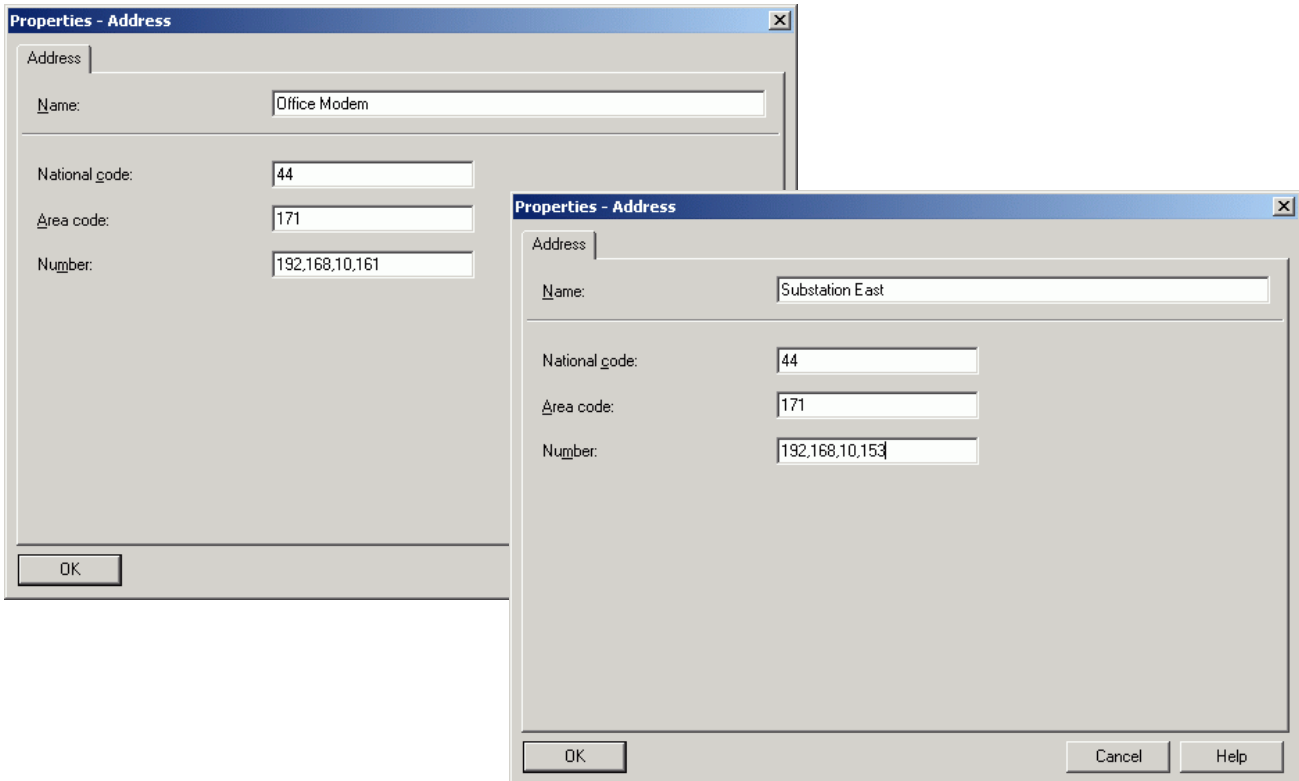 Properties - Address
Address
Name: Office Modem
National code: 44
Area code: 171
Number: 192,168,10,161
OK
Properties - Address
Address
Name: Substation East
National code: 44
Area code: 171
Number: 192,168,10,153
OK Cancel Help